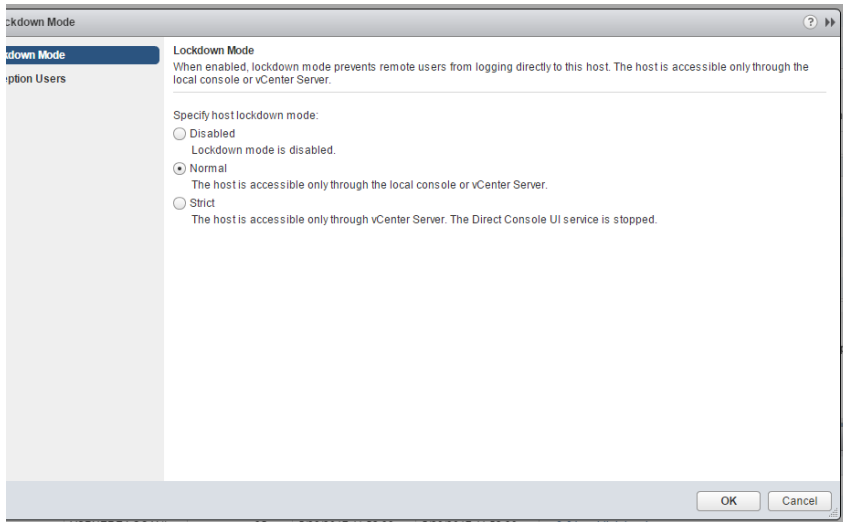 ckdown Mode
?
kdown Mode
eption Users
Lockdown Mode
When enabled, lockdown mode prevents remote users from logging directly to this host. The host is accessible only through the
local console or vCenter Server.
Specify host lockdown mode:
Disabled
Lockdown mode is disabled.
Normal
The host is accessible only through the local console or vCenter Server.
Strict
The host is accessible only through vCenter Server. The Direct Console UI service is stopped.
OK
Cancel